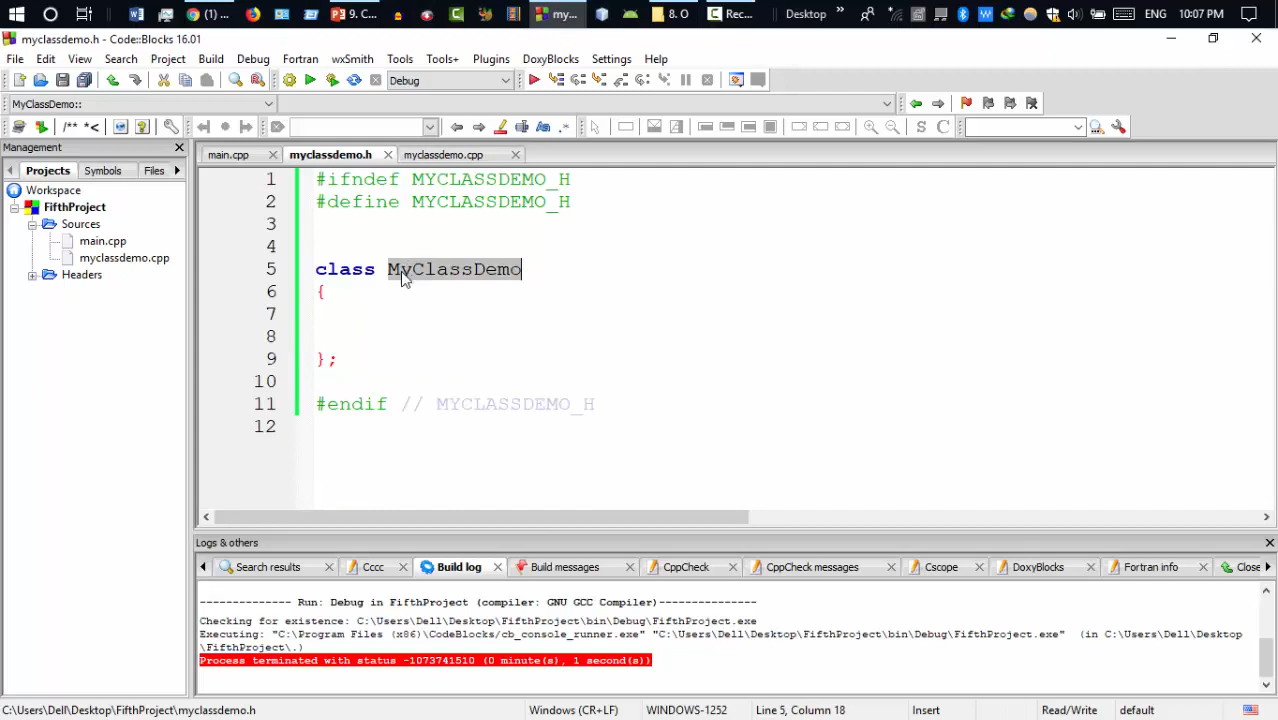 (1)
W
P
9. C...
my...
8. O
Rec...
Desktop
»
ENG
10:07 PM
myclassdemo.h - Code::Blocks 16.01
File Edit View Search Project Build Debug Fortran wxSmith Tools Tools+ Plugins DoxyBlocks Settings Help
Debug
MyClassDemo::
/** *<
S C
Management
Projects Symbols Files
Workspace
FifthProject
Sources
main.cpp
myclassdemo.cpp
Headers
main.cpp myclassdemo.h myclassdemo.cpp
1 #ifndef MYCLASSDEMO_H
2 #define MYCLASSDEMO_H
3
4
5 class MyClassDemo
6 {
7
8
9 };
10
11 #endif // MYCLASSDEMO_H
12
Logs & others
Search results Cccc Build log Build messages CppCheck CppCheck messages Cscope DoxyBlocks Fortran info Close
-------------- Run: Debug in FifthProject (compiler: GNU GCC Compiler)---------------
Checking for existence: C:\Users\Dell\Desktop\FifthProject\bin\Debug\FifthProject.exe
Executing: "C:\Program Files (x86)\CodeBlocks/cb_console_runner.exe" "C:\Users\Dell\Desktop\FifthProject\bin\Debug\FifthProject.exe" (in C:\Users\Dell\Desktop
\FifthProject\.)
Process terminated with status -1073741510 (0 minute(s), 1 second(s))
C:\Users\Dell\Desktop\FifthProject\myclassdemo.h Windows (CR+LF) WINDOWS-1252 Line 5, Column 18 Insert Read/Write default